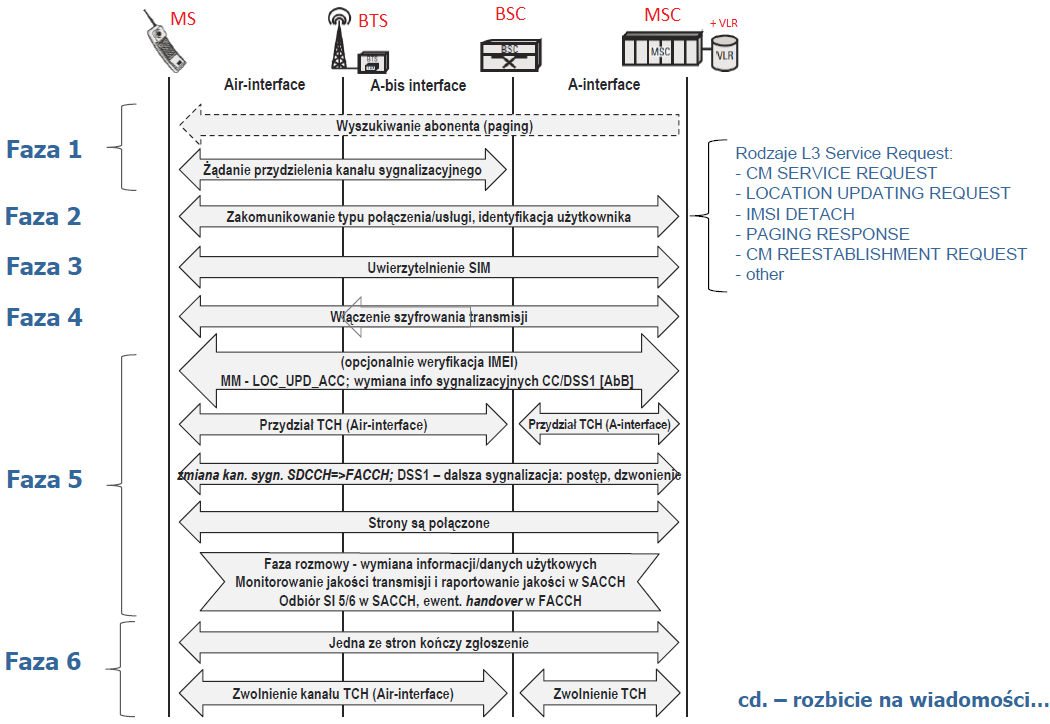 MS
BTS
BSC
MSC
+ VLR
BTS
BSC
MSC
VLR
Air-interface
A-bis interface
A-interface
Faza 1
Wyszukiwanie abonenta (paging)
Żądanie przydzielenia kanału sygnalizacyjnego
Faza 2
Zakomunikowanie typu połączenia/usługi, identyfikacja użytkownika
Rodzaje L3 Service Request:
- CM SERVICE REQUEST
- LOCATION UPDATING REQUEST
- IMSI DETACH
- PAGING RESPONSE
- CM REESTABLISHMENT REQUEST
- other
Faza 3
Uwierzytelnienie SIM
Faza 4
Włączenie szyfrowania transmisji
Faza 5
(opcjonalnie weryfikacja IMEI)
MM - LOC_UPD_ACC; wymiana info sygnalizacyjnych CC/DSS1 [AbB]
Przydział TCH (Air-interface)
Przydział TCH (A-interface)
zmiana kan. sygn. SDCCH=>FACCH; DSS1 – dalsza sygnalizacja: postęp, dzwonienie
Strony są połączone
Faza rozmowy - wymiana informacji/danych użytkowych
Monitorowanie jakości transmisji i raportowanie jakości w SACCH
Odbiór SI 5/6 w SACCH, ewent. handover w FACCH
Faza 6
Jedna ze stron kończy zgłoszenie
Zwolnienie kanału TCH (Air-interface)
Zwolnienie TCH
cd. – rozbicie na wiadomości...